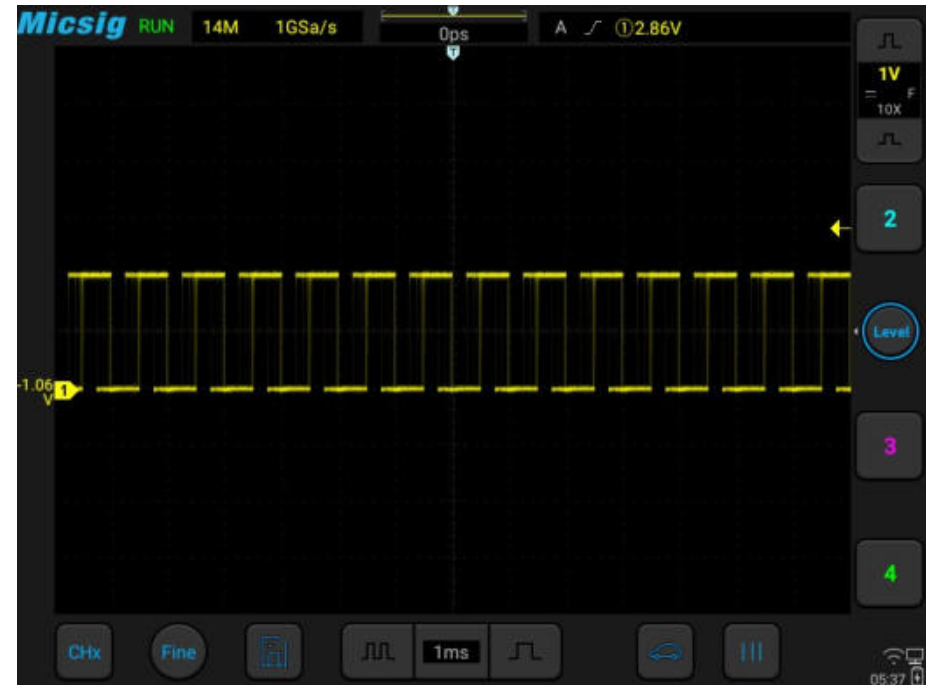 Micsig RUN 14M 1GSa/s 0ps A ①2.86V
T
1V
F
10X
2
Level
-1.06
V
1
3
4
CHx Fine 1ms
05:37